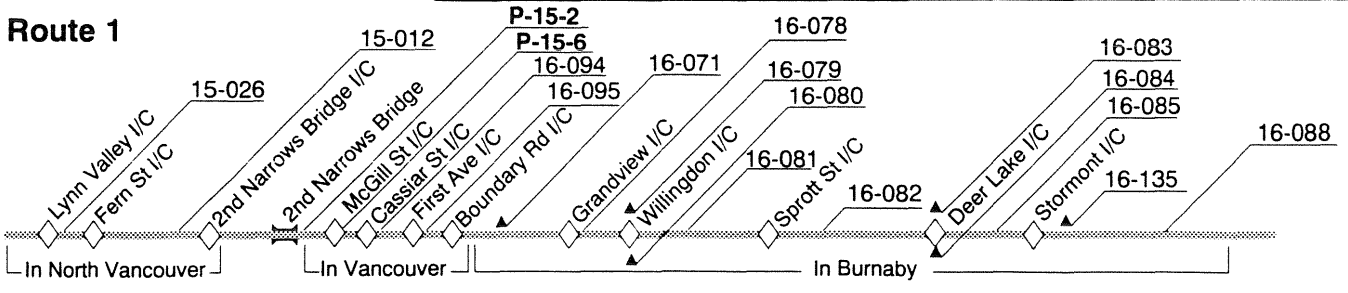 Route 1
Lynn Valley I/C
15-026
Fern St I/C
15-012
2nd Narrows Bridge I/C
2nd Narrows Bridge
P-15-2
P-15-6
McGill St I/C
16-094
Cassiar St I/C
16-095
First Ave I/C
Boundary Rd I/C
16-071
Grandview I/C
16-078
16-079
16-080
Willingdon I/C
16-081
Sprott St I/C
16-082
16-083
16-084
16-085
Deer Lake I/C
Stormont I/C
16-135
16-088
In North Vancouver
In Vancouver
In Burnaby